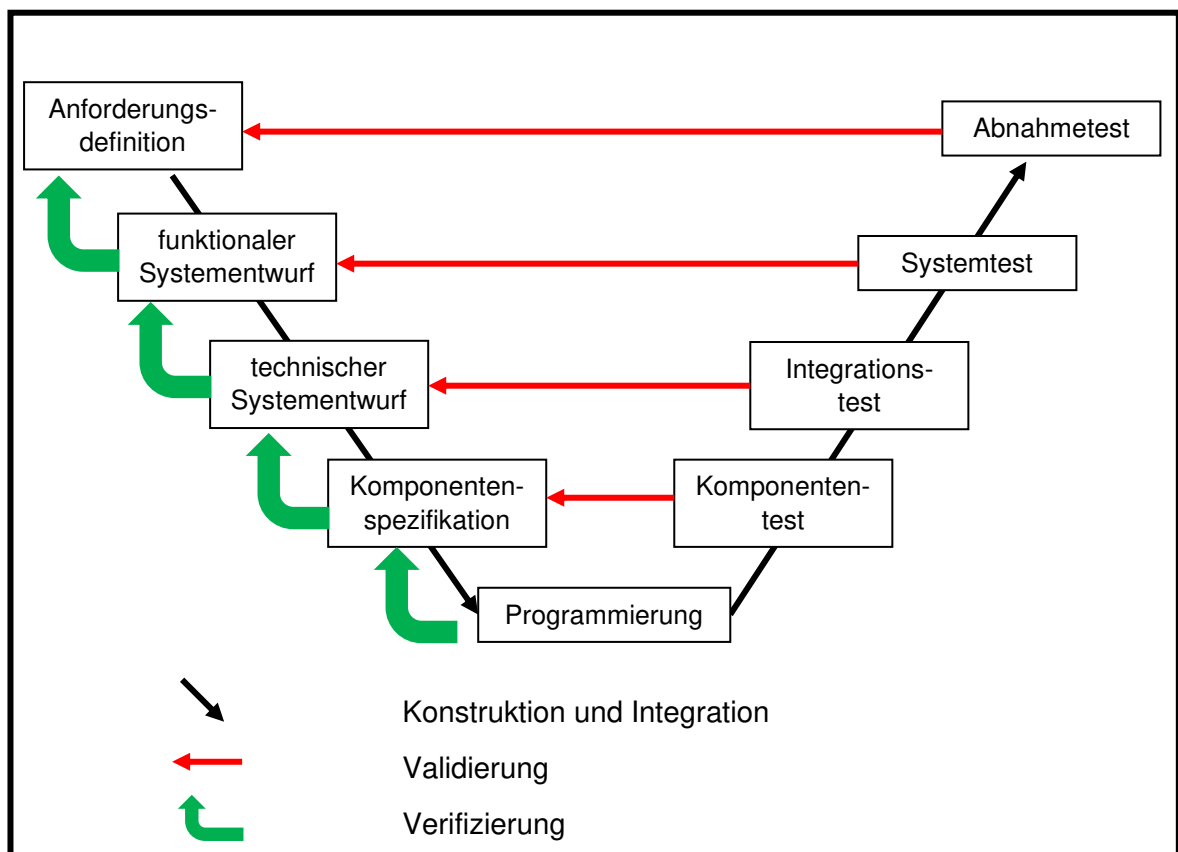 Anforderungs-
definition
Abnahmetest
funktionaler
Systementwurf
Systemtest
technischer
Systementwurf
Integrations-
test
Komponenten-
spezifikation
Komponenten-
test
Programmierung
Konstruktion und Integration
Validierung
Verifizierung